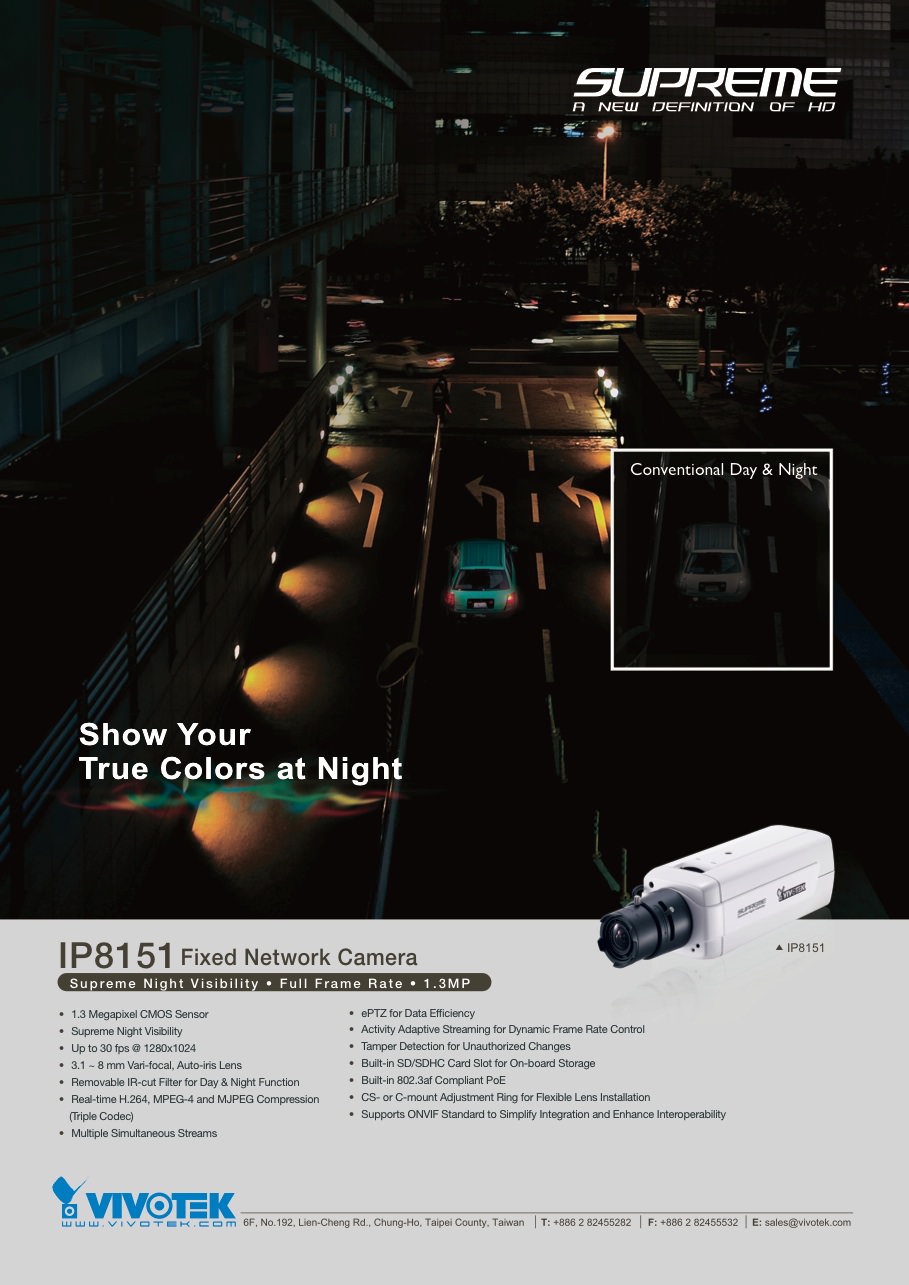 SUPREME
A NEW DEFINITION OF HD
Conventional Day & Night
Show Your
True Colors at Night
SUPREME
VIVOTEK
▲ IP8151
IP8151 Fixed Network Camera
Supreme Night Visibility • Full Frame Rate • 1.3MP
• 1.3 Megapixel CMOS Sensor
• Supreme Night Visibility
• Up to 30 fps @ 1280x1024
• 3.1 ~ 8 mm Vari-focal, Auto-iris Lens
• Removable IR-cut Filter for Day & Night Function
• Real-time H.264, MPEG-4 and MJPEG Compression
(Triple Codec)
• Multiple Simultaneous Streams
• ePTZ for Data Efficiency
• Activity Adaptive Streaming for Dynamic Frame Rate Control
• Tamper Detection for Unauthorized Changes
• Built-in SD/SDHC Card Slot for On-board Storage
• Built-in 802.3af Compliant PoE
• CS- or C-mount Adjustment Ring for Flexible Lens Installation
• Supports ONVIF Standard to Simplify Integration and Enhance Interoperability
VIVOTEK
www.vivotek.com
6F, No.192, Lien-Cheng Rd., Chung-Ho, Taipei County, Taiwan | T: +886 2 82455282 | F: +886 2 82455532 | E: sales@vivotek.com